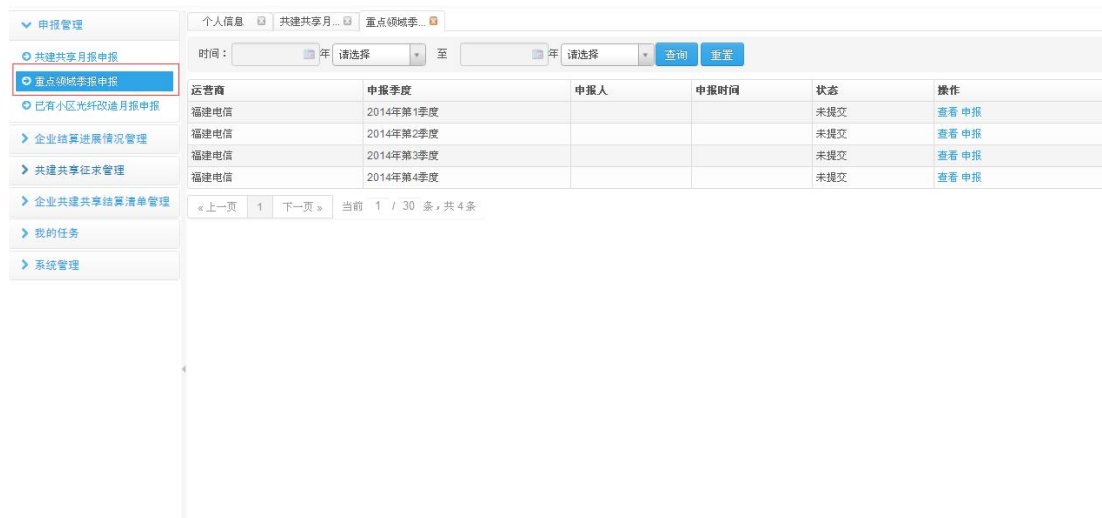 申报管理
共建共享月报申报
重点领域季报申报
已有小区光纤改造月报申报
企业结算进展情况管理
共建共享征求管理
企业共建共享结算清单管理
我的任务
系统管理
个人信息 共建共享月... 重点领域季...
时间： 年 请选择 至 年 请选择 查询 重置
运营商 申报季度 申报人 申报时间 状态 操作
福建电信 2014年第1季度 未提交 查看 申报
福建电信 2014年第2季度 未提交 查看 申报
福建电信 2014年第3季度 未提交 查看 申报
福建电信 2014年第4季度 未提交 查看 申报
«上一页 1 下一页» 当前 1 / 30 条，共4条